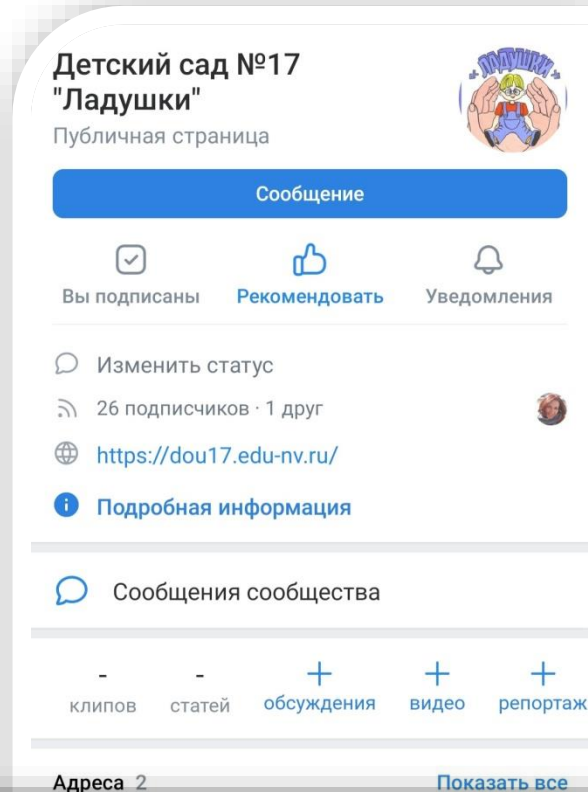 Детский сад №17
"Ладушки"
Публичная страница
ЛАДУШКИ
Сообщение
Вы подписаны Рекомендовать Уведомления
Изменить статус
26 подписчиков · 1 друг
https://dou17.edu-nv.ru/
Подробная информация
Сообщения сообщества
- -
клипов статей обсуждения видео репортаж
Адреса 2 Показать все